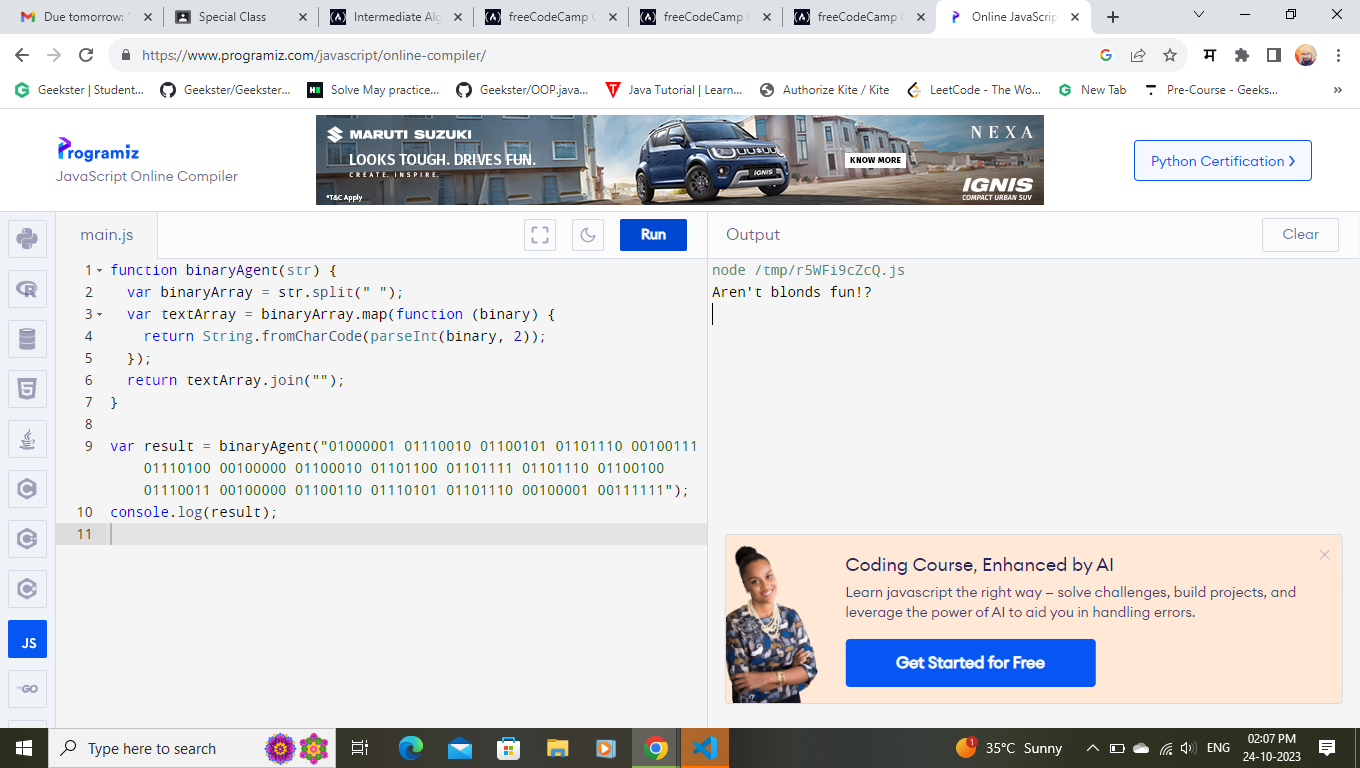 Due tomorrow: "
Special Class
Intermediate Alg
freeCodeCamp C
freeCodeCamp C
freeCodeCamp C
Online JavaScrip
https://www.programiz.com/javascript/online-compiler/
म
Geekster | Student...
Geekster/Geekster...
Solve May practice...
Geekster/OOP.java...
Java Tutorial | Learn...
Authorize Kite / Kite
LeetCode - The Wo...
New Tab
Pre-Course - Geeks...
»
Programiz
JavaScript Online Compiler
MARUTI SUZUKI
LOOKS TOUGH. DRIVES FUN.
CREATE. INSPIRE.
*T&C Apply
IGNIS
KNOW MORE
NEXA
IGNIS
COMPACT URBAN SUV
Python Certification ❯
main.js
Run
Output
Clear
1 function binaryAgent(str) {
2 var binaryArray = str.split(" ");
3 var textArray = binaryArray.map(function (binary) {
4 return String.fromCharCode(parseInt(binary, 2));
5 });
6 return textArray.join("");
7 }
8
9 var result = binaryAgent("01000001 01110010 01100101 01101110 00100111
01110100 00100000 01100010 01101100 01101111 01101110 01100100
01110011 00100000 01100110 01110101 01101110 00100001 00111111");
10 console.log(result);
11
node /tmp/r5WFi9cZcQ.js
Aren't blonds fun!?
JS
GO
Coding Course, Enhanced by AI
Learn javascript the right way – solve challenges, build projects, and
leverage the power of AI to aid you in handling errors.
Get Started for Free
Type here to search
1
35°C Sunny
ENG
02:07 PM
24-10-2023